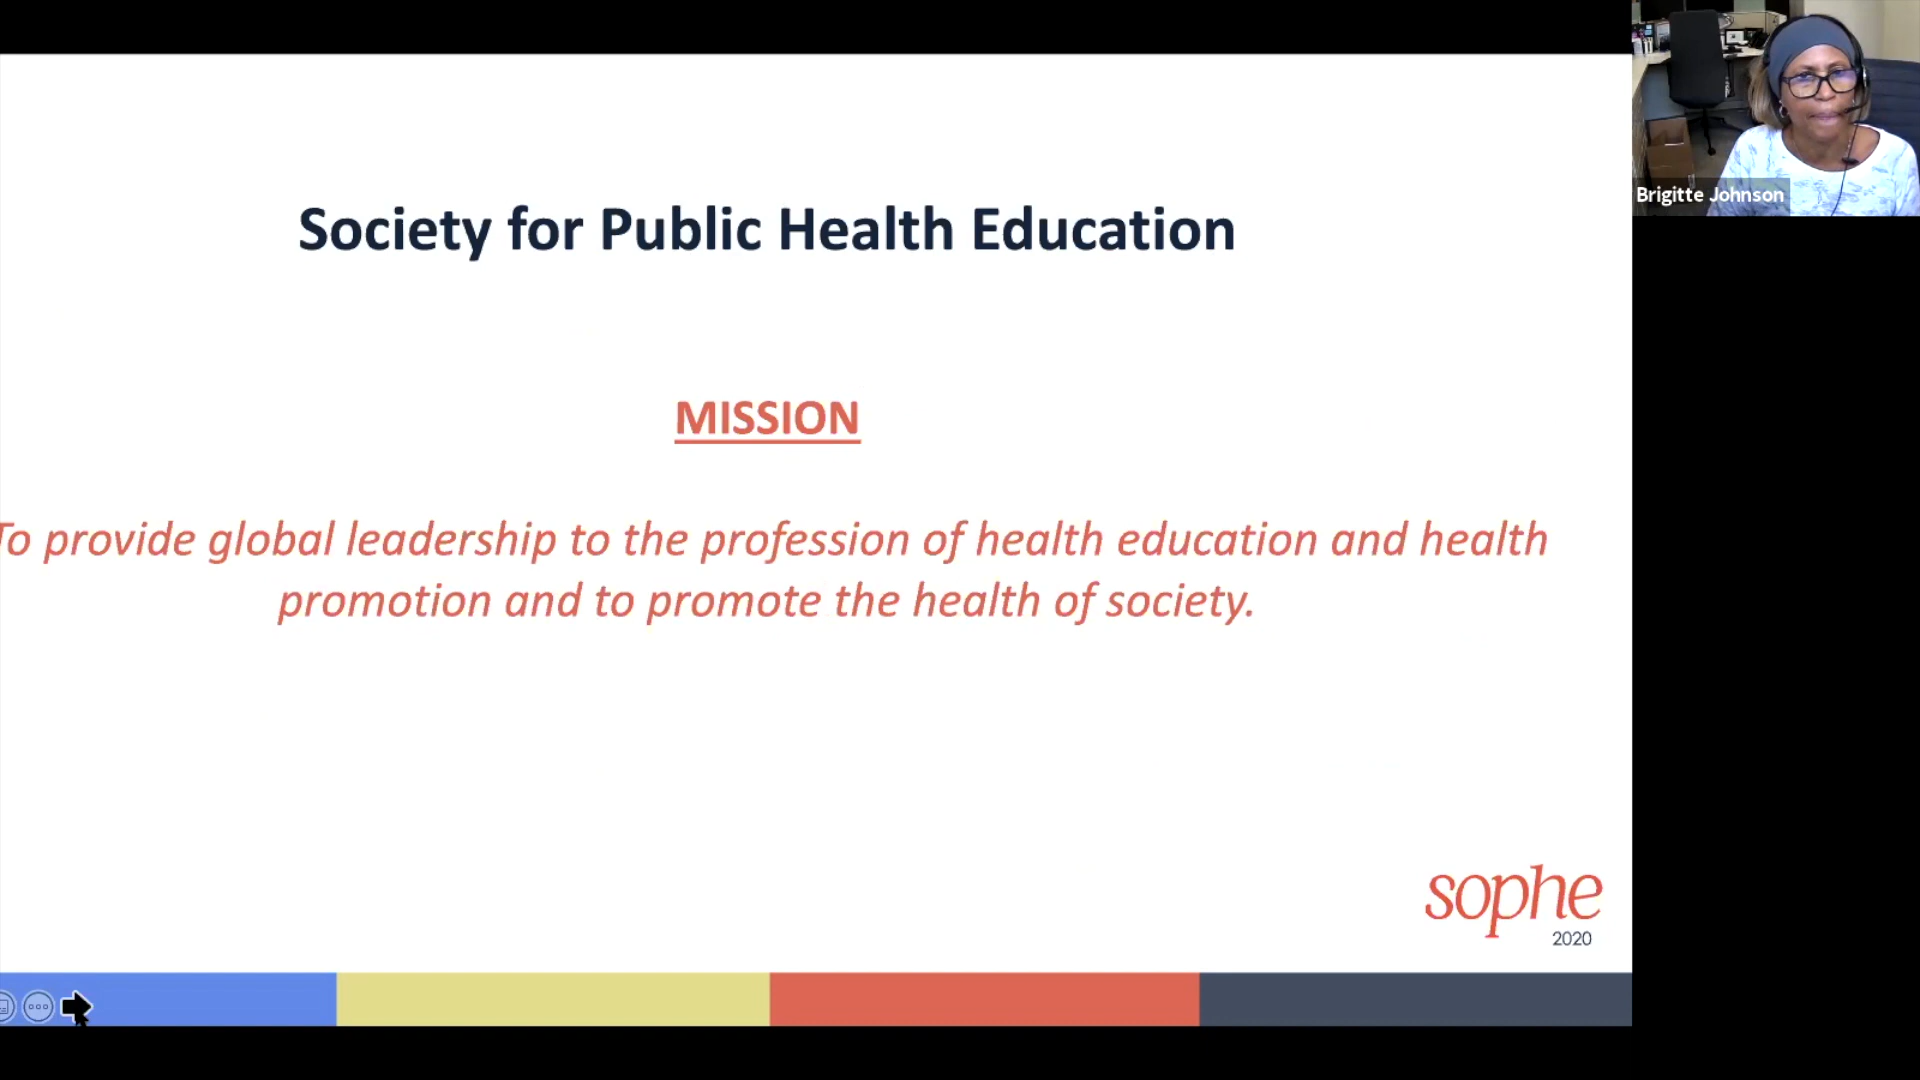 Society for Public Health Education
MISSION
To provide global leadership to the profession of health education and health
promotion and to promote the health of society.
sophe
2020
Brigitte Johnson